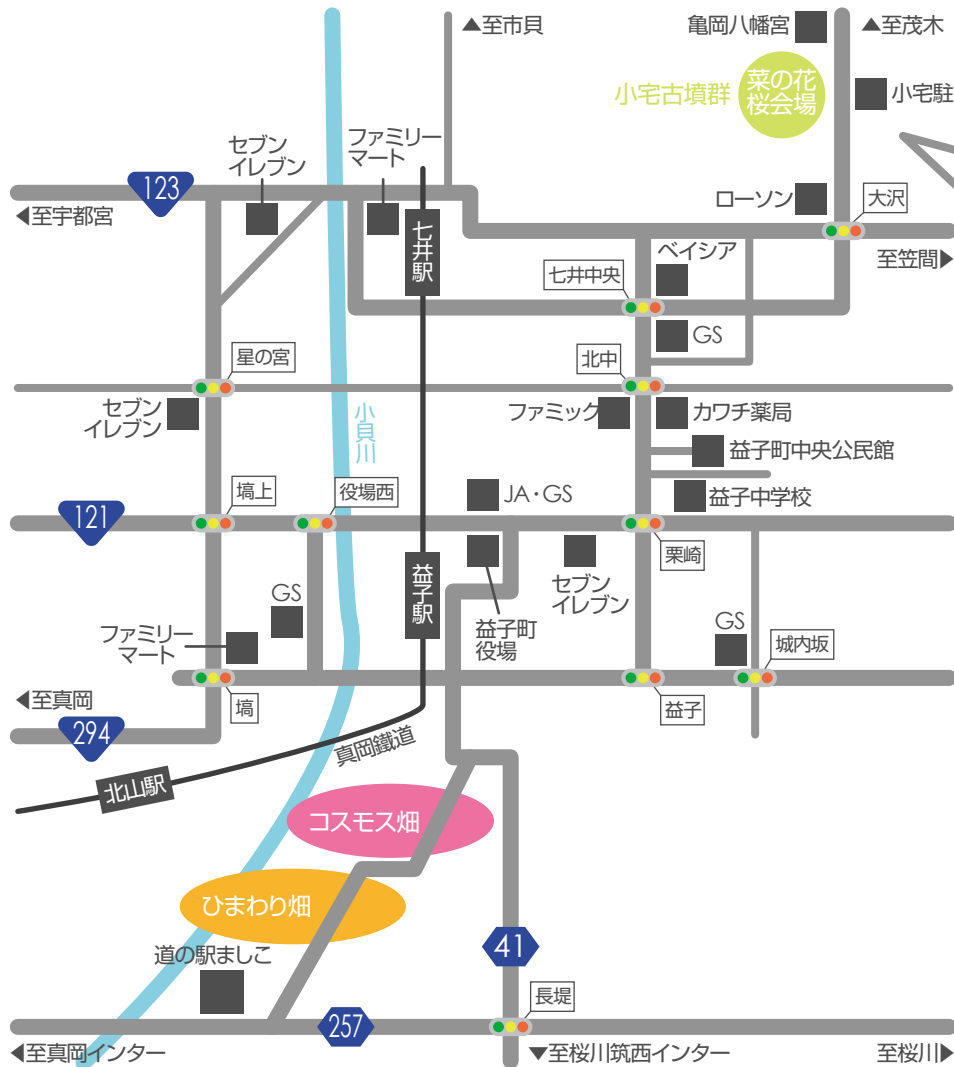 ▲至市貝
亀岡八幡宮
▲至茂木
小宅古墳群
菜の花
桜会場
小宅駐
セブン
イレブン
ファミリー
マート
123
◀至宇都宮
七井駅
ローソン
大沢
至笠間▶
ベイシア
七井中央
GS
星の宮
北中
セブン
イレブン
小貝川
ファミック
カワチ薬局
益子町中央公民館
塙上
役場西
JA・GS
益子中学校
121
栗崎
益子駅
セブン
イレブン
GS
益子町
役場
GS
城内坂
ファミリー
マート
◀至真岡
塙
益子
294
真岡鐵道
北山駅
コスモス畑
ひまわり畑
道の駅ましこ
41
長堤
257
◀至真岡インター
▼至桜川筑西インター
至桜川▶